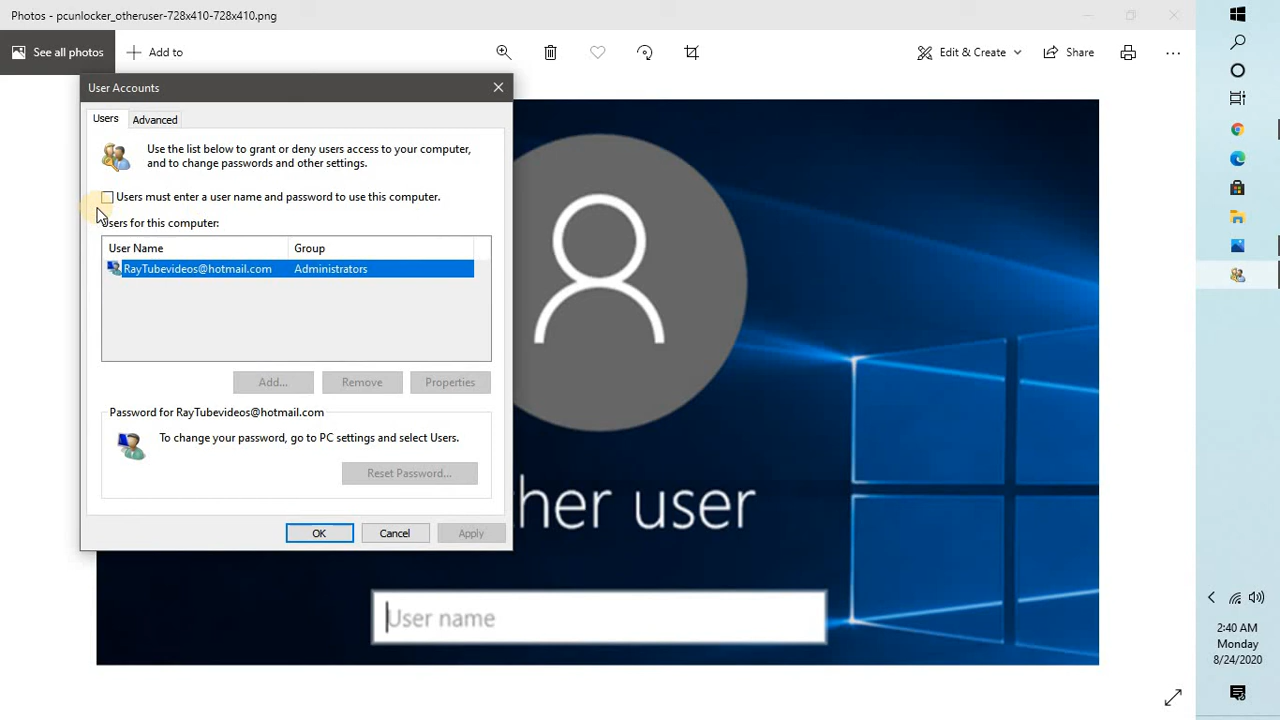 Photos - pcunlocker_otheruser-728x410-728x410.png
See all photos
Add to
Edit & Create
Share
User Accounts
Users
Advanced
Use the list below to grant or deny users access to your computer,
and to change passwords and other settings.
Users must enter a user name and password to use this computer.
Users for this computer:
User Name
Group
RayTubevideos@hotmail.com
Administrators
Add...
Remove
Properties
Password for RayTubevideos@hotmail.com
To change your password, go to PC settings and select Users.
Reset Password...
OK
Cancel
Apply
her user
User name
2:40 AM
Monday
8/24/2020